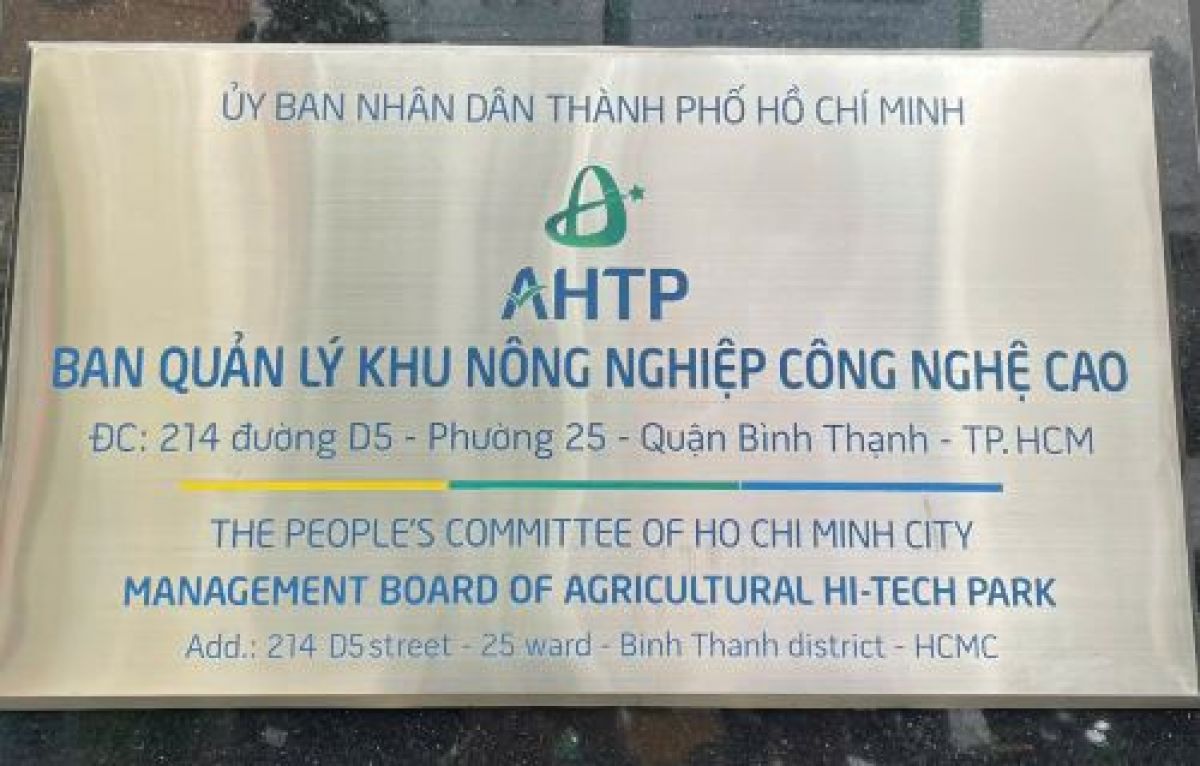 ỦY BAN NHÂN DÂN THÀNH PHỐ HỒ CHÍ MINH
AHTP
BAN QUẢN LÝ KHU NÔNG NGHIỆP CÔNG NGHỆ CAO
ĐC: 214 đường D5 - Phường 25 - Quận Bình Thạnh - TP.HCM
THE PEOPLE'S COMMITTEE OF HO CHI MINH CITY
MANAGEMENT BOARD OF AGRICULTURAL HI-TECH PARK
Add.: 214 D5 street - 25 ward - Binh Thanh district - HCMC